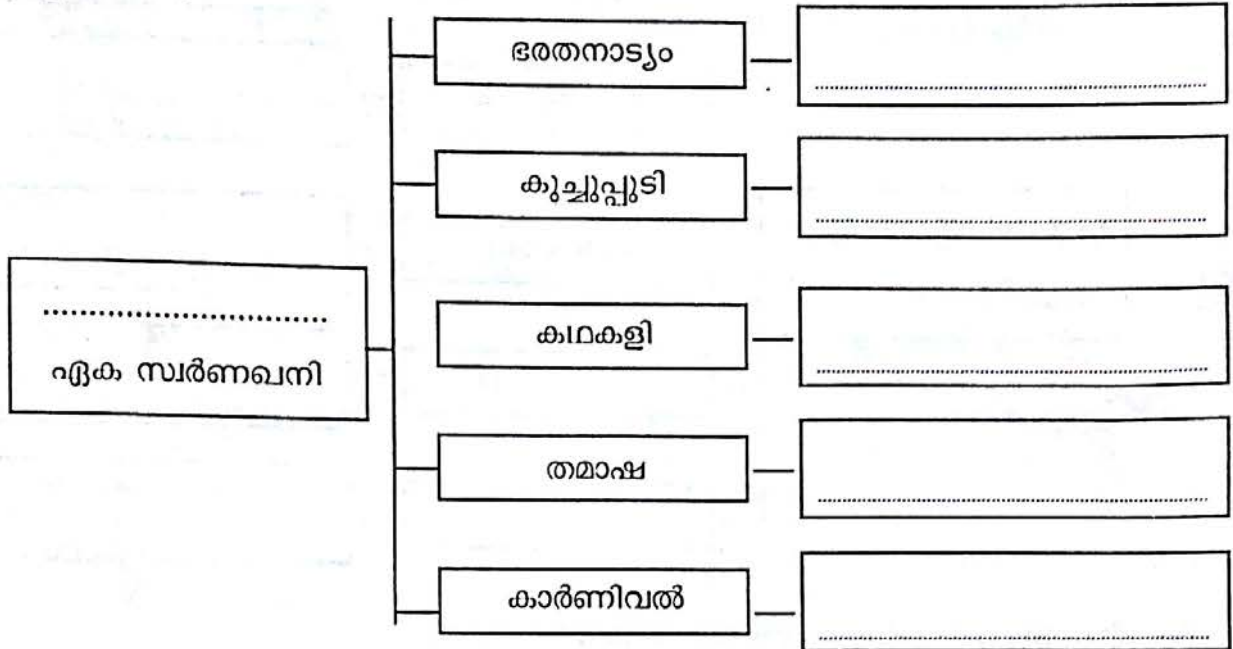 ഭരതനാട്യം
കുച്ചുപ്പുടി
..............................
ഏക സ്വർണഖനി
കഥകളി
തമാഷ
കാർണിവൽ